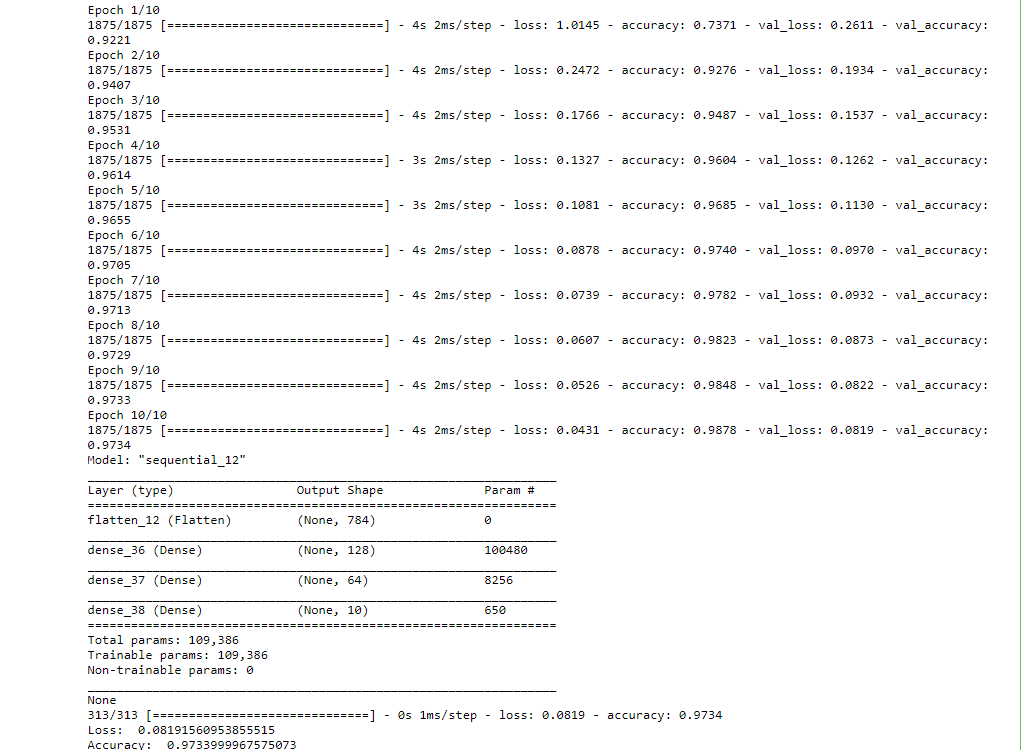 Epoch 1/10
1875/1875 [==============================] - 4s 2ms/step - loss: 1.0145 - accuracy: 0.7371 - val_loss: 0.2611 - val_accuracy:
0.9221
Epoch 2/10
1875/1875 [==============================] - 4s 2ms/step - loss: 0.2472 - accuracy: 0.9276 - val_loss: 0.1934 - val_accuracy:
0.9407
Epoch 3/10
1875/1875 [==============================] - 4s 2ms/step - loss: 0.1766 - accuracy: 0.9487 - val_loss: 0.1537 - val_accuracy:
0.9531
Epoch 4/10
1875/1875 [==============================] - 3s 2ms/step - loss: 0.1327 - accuracy: 0.9604 - val_loss: 0.1262 - val_accuracy:
0.9614
Epoch 5/10
1875/1875 [==============================] - 3s 2ms/step - loss: 0.1081 - accuracy: 0.9685 - val_loss: 0.1130 - val_accuracy:
0.9655
Epoch 6/10
1875/1875 [==============================] - 4s 2ms/step - loss: 0.0878 - accuracy: 0.9740 - val_loss: 0.0970 - val_accuracy:
0.9705
Epoch 7/10
1875/1875 [==============================] - 4s 2ms/step - loss: 0.0739 - accuracy: 0.9782 - val_loss: 0.0932 - val_accuracy:
0.9713
Epoch 8/10
1875/1875 [==============================] - 4s 2ms/step - loss: 0.0607 - accuracy: 0.9823 - val_loss: 0.0873 - val_accuracy:
0.9729
Epoch 9/10
1875/1875 [==============================] - 4s 2ms/step - loss: 0.0526 - accuracy: 0.9848 - val_loss: 0.0822 - val_accuracy:
0.9733
Epoch 10/10
1875/1875 [==============================] - 4s 2ms/step - loss: 0.0431 - accuracy: 0.9878 - val_loss: 0.0819 - val_accuracy:
0.9734
Model: "sequential_12"
_________________________________________________________________
Layer (type)                 Output Shape              Param #
=================================================================
flatten_12 (Flatten)         (None, 784)               0
_________________________________________________________________
dense_36 (Dense)             (None, 128)               100480
_________________________________________________________________
dense_37 (Dense)             (None, 64)                8256
_________________________________________________________________
dense_38 (Dense)             (None, 10)                650
=================================================================
Total params: 109,386
Trainable params: 109,386
Non-trainable params: 0
_________________________________________________________________
None
313/313 [==============================] - 0s 1ms/step - loss: 0.0819 - accuracy: 0.9734
Loss:  0.08191560953855515
Accuracy:  0.9733999967575073